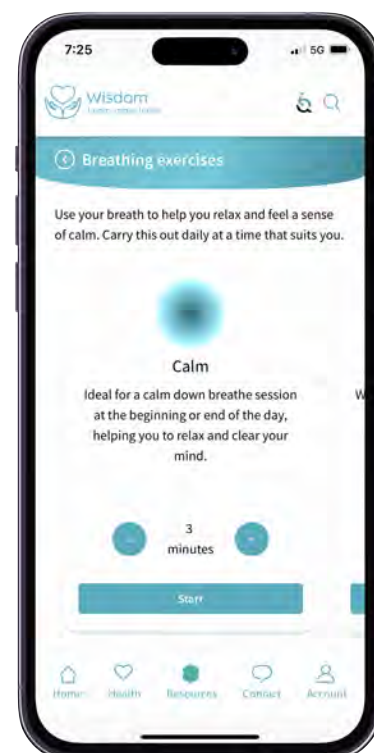 7:25
5G
Wisdom
Breathing exercises
Use your breath to help you relax and feel a sense
of calm. Carry this out daily at a time that suits you.
Calm
Ideal for a calm down breathe session
at the beginning or end of the day,
helping you to relax and clear your
mind.
W
3
minutes
Start
Home
Health
Resources
Contact
Account